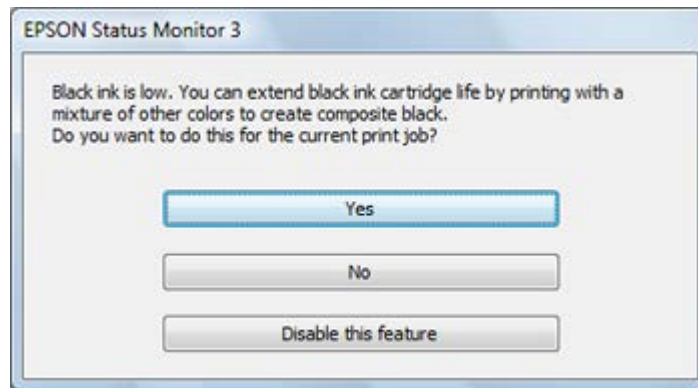 EPSON Status Monitor 3
Black ink is low. You can extend black ink cartridge life by printing with a
mixture of other colors to create composite black.
Do you want to do this for the current print job?
Yes
No
Disable this feature